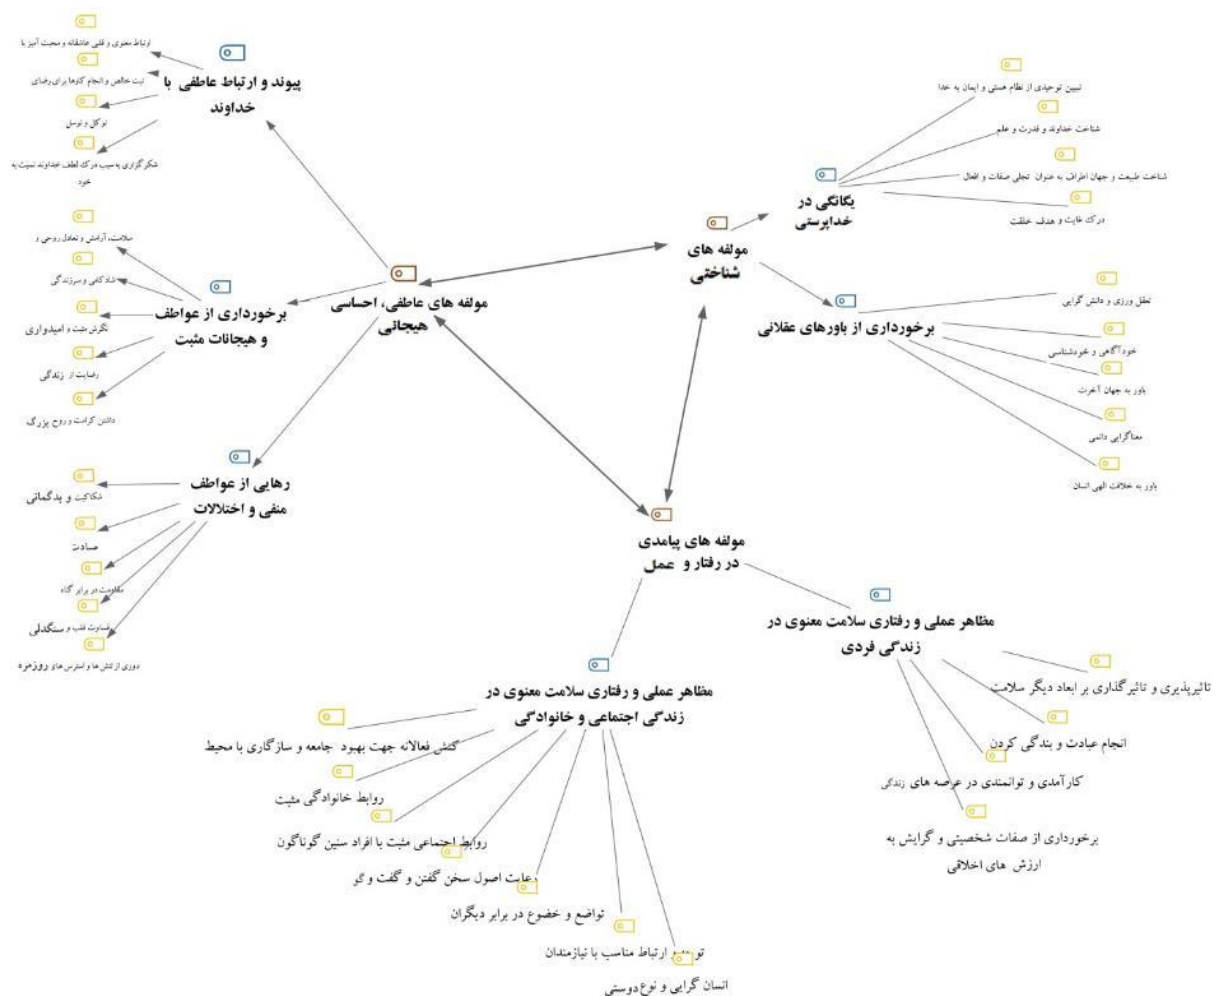 ارتباط معنوی و قلبی عاشقانه و محبت آمیز با
نیت خالص و انجام کارها برای رضای
توکل و توسل
شکرگزاری به سبب درک لطف خداوند نسبت به
خود
پیوند و ارتباط عاطفی با
خداوند
سلامت، آرامش و تعادل روحی و
شادکامی و سرزندگی
نگرش مثبت و امیدواری
رضایت از زندگی
داشتن کرامت و روح بزرگ
برخورداری از عواطف
و هیجانات مثبت
مولفه های عاطفی، احساسی
هیجانی
رهایی از عواطف
منفی و اختلالات
شکاکیت و بدگمانی
حسادت
مقاومت در برابر گناه
قساوت قلب و سنگدلی
دوری از تنش ها و استرس های روزمره
تبیین توحیدی از نظام هستی و ایمان به خدا
شناخت خداوند و قدرت و علم
شناخت طبیعت و جهان اطراف به عنوان تجلی صفات و افعال
درک غایت و هدف خلقت
یگانگی در
خداپرستی
مولفه های
شناختی
برخورداری از باورهای عقلانی
تعقل ورزی و دانش گرایی
خودآگاهی و خودشناسی
باور به جهان آخرت
معناگرایی دائمی
باور به خلافت الهی انسان
مولفه های پیامدی
در رفتار و عمل
مظاهر عملی و رفتاری سلامت معنوی در
زندگی فردی
تاثیرپذیری و تاثیرگذاری بر ابعاد دیگر سلامت
انجام عبادت و بندگی کردن
کارآمدی و توانمندی در عرصه های زندگی
برخورداری از صفات شخصیتی و گرایش به
ارزش های اخلاقی
مظاهر عملی و رفتاری سلامت معنوی در
زندگی اجتماعی و خانوادگی
کنش فعالانه جهت بهبود جامعه و سازگاری با محیط
روابط خانوادگی مثبت
روابط اجتماعی مثبت با افراد سنین گوناگون
رعایت اصول سخن گفتن و گفت و گو
تواضع و خضوع در برابر دیگران
ارتباط مناسب با نیازمندان
انسان گرایی و نوع دوستی